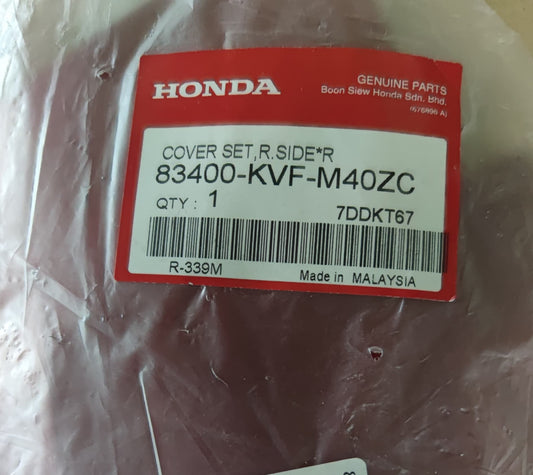 HONDA
GENUINE PARTS
Boon Siew Honda Sdn. Bhd.
COVER SET,R.SIDE*R
83400-KVF-M40ZC
QTY : 1
7DDKT67
R-339M
Made in MALAYSIA